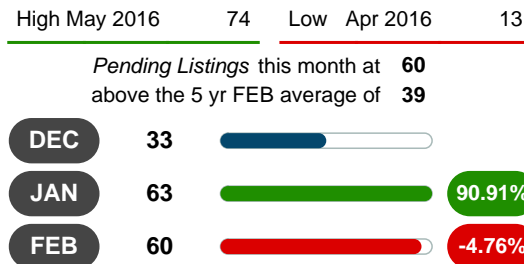 High May 2016 74 Low Apr 2016 13
Pending Listings this month at 60
above the 5 yr FEB average of 39
DEC 33
JAN 63 90.91%
FEB 60 -4.76%